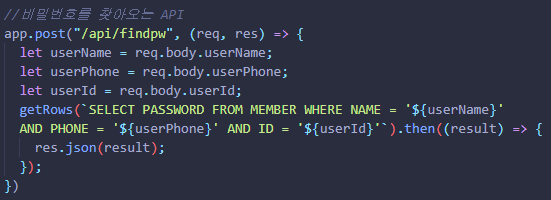 //비밀번호를 찾아오는 API
app.post("/api/findpw", (req, res) => {
  let userName = req.body.userName;
  let userPhone = req.body.userPhone;
  let userId = req.body.userId;
  getRows(`SELECT PASSWORD FROM MEMBER WHERE NAME = '${userName}'
  AND PHONE = '${userPhone}' AND ID = '${userId}'`).then((result) => {
    res.json(result);
  });
})